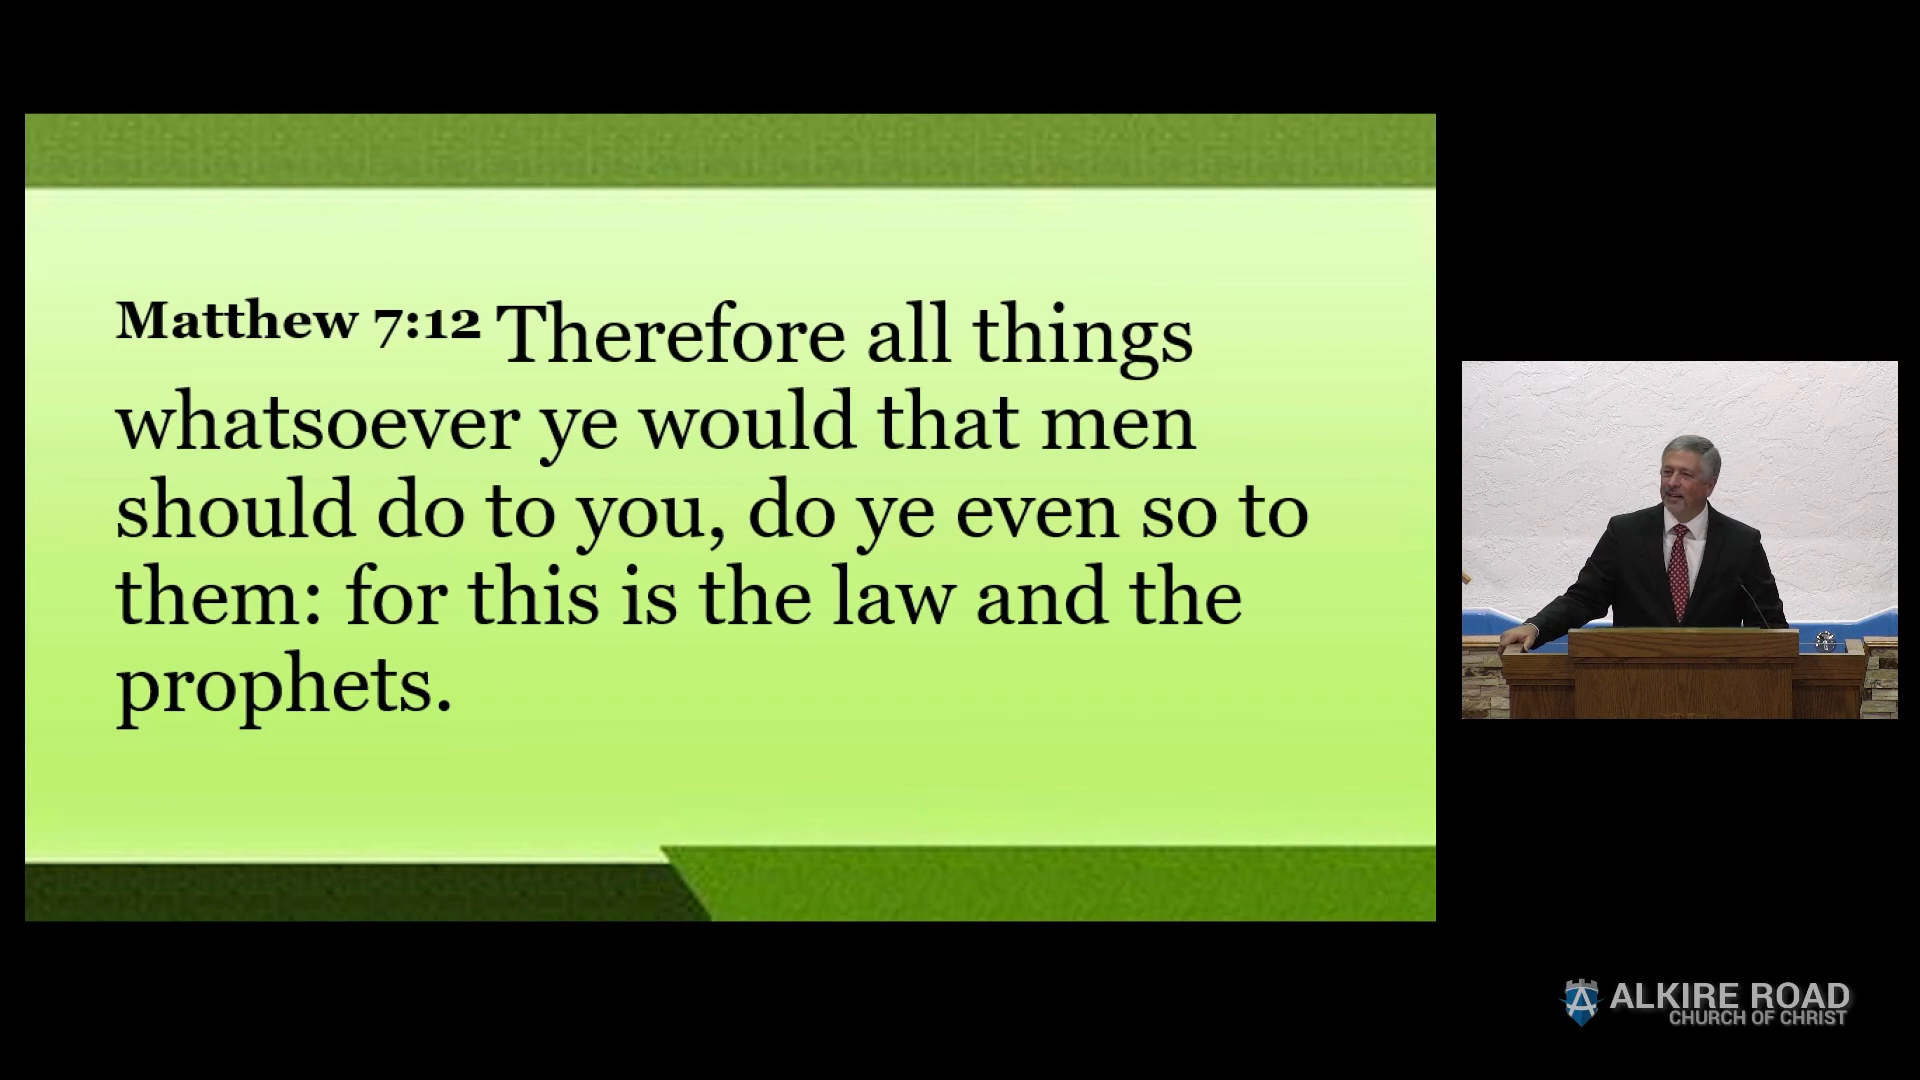 Matthew 7:12 Therefore all things
whatsoever ye would that men
should do to you, do ye even so to
them: for this is the law and the
prophets.
ALKIRE ROAD
CHURCH OF CHRIST